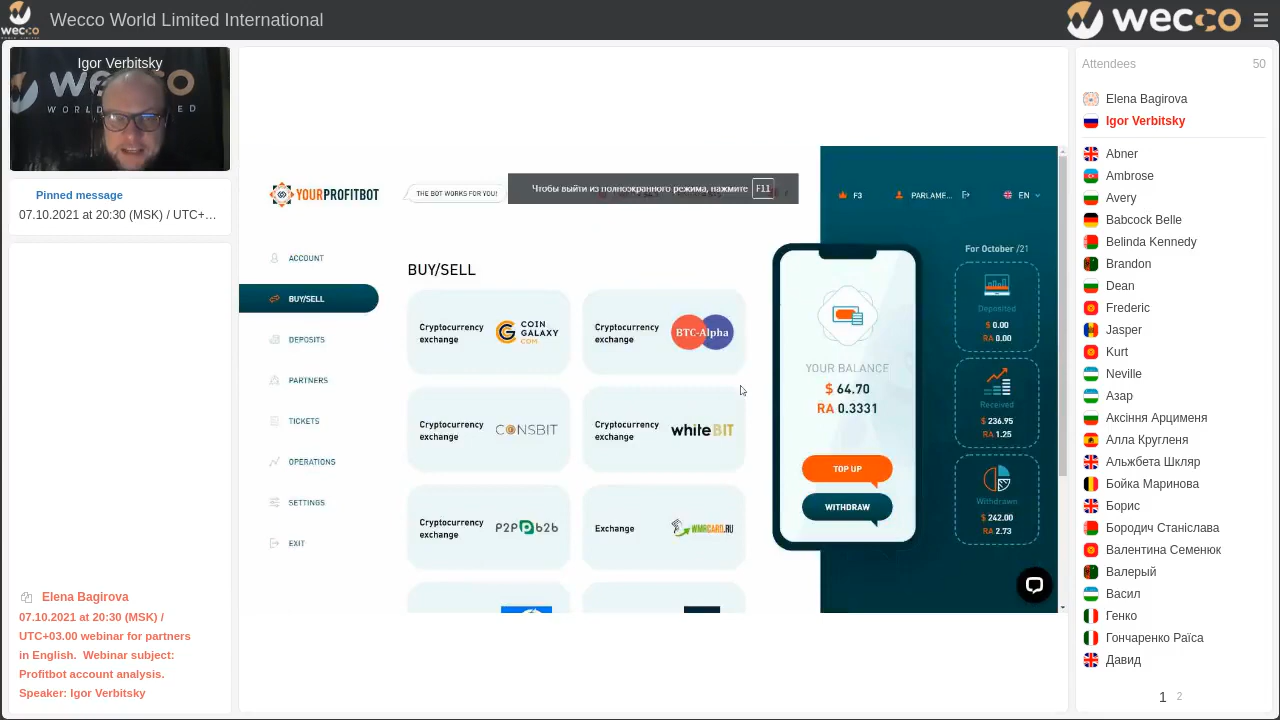 wecco
Wecco World Limited International
wecco
Igor Verbitsky
Pinned message
07.10.2021 at 20:30 (MSK) / UTC+…
Elena Bagirova
07.10.2021 at 20:30 (MSK) /
UTC+03.00 webinar for partners
in English. Webinar subject:
Profitbot account analysis.
Speaker: Igor Verbitsky
YOURPROFITBOT
THE BOT WORKS FOR YOU!
Чтобы выйти из полноэкранного режима, нажмите F11
F3
PARLAME...
EN
ACCOUNT
BUY/SELL
DEPOSITS
PARTNERS
TICKETS
OPERATIONS
SETTINGS
EXIT
BUY/SELL
Cryptocurrency
exchange
COIN
GALAXY
COM
Cryptocurrency
exchange
BTC-Alpha
Cryptocurrency
exchange
COINSBIT
Cryptocurrency
exchange
whiteBIT
Cryptocurrency
exchange
P2PB2B
Exchange
WMRCARD.RU
YOUR BALANCE
$ 64.70
RA 0.3331
TOP UP
WITHDRAW
For October /21
Deposited
$ 0.00
RA 0.00
Received
$ 236.95
RA 1.25
Withdrawn
$ 242.00
RA 2.73
Attendees 50
Elena Bagirova
Igor Verbitsky
Abner
Ambrose
Avery
Babcock Belle
Belinda Kennedy
Brandon
Dean
Frederic
Jasper
Kurt
Neville
Азар
Аксіння Арцименя
Алла Кругленя
Альжбета Шкляр
Бойка Маринова
Борис
Бородич Станіслава
Валентина Семенюк
Валерый
Васил
Генко
Гончаренко Раїса
Давид
1 2